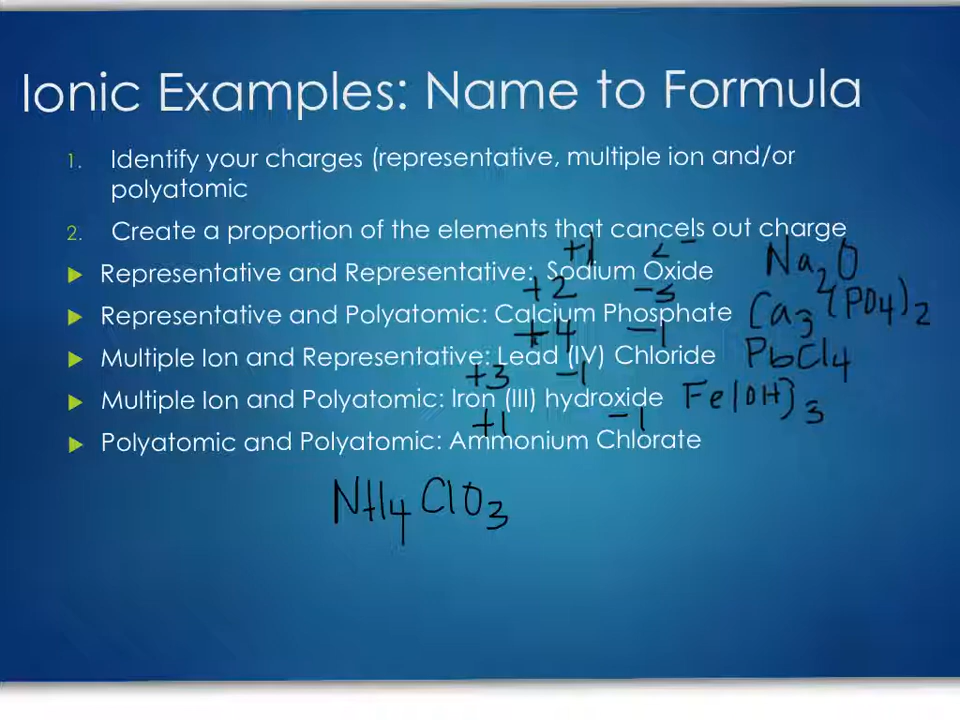 Ionic Examples: Name to Formula
1. Identify your charges (representative, multiple ion and/or
polyatomic
2. Create a proportion of the elements that cancels out charge
+1 2-
Representative and Representative: Sodium Oxide Na2O
+2 -3
Representative and Polyatomic: Calcium Phosphate Ca3(PO4)2
+4 -1
Multiple Ion and Representative: Lead (IV) Chloride PbCl4
+3 -1
Multiple Ion and Polyatomic: Iron (III) hydroxide Fe(OH)3
+1 -1
Polyatomic and Polyatomic: Ammonium Chlorate
NH4ClO3